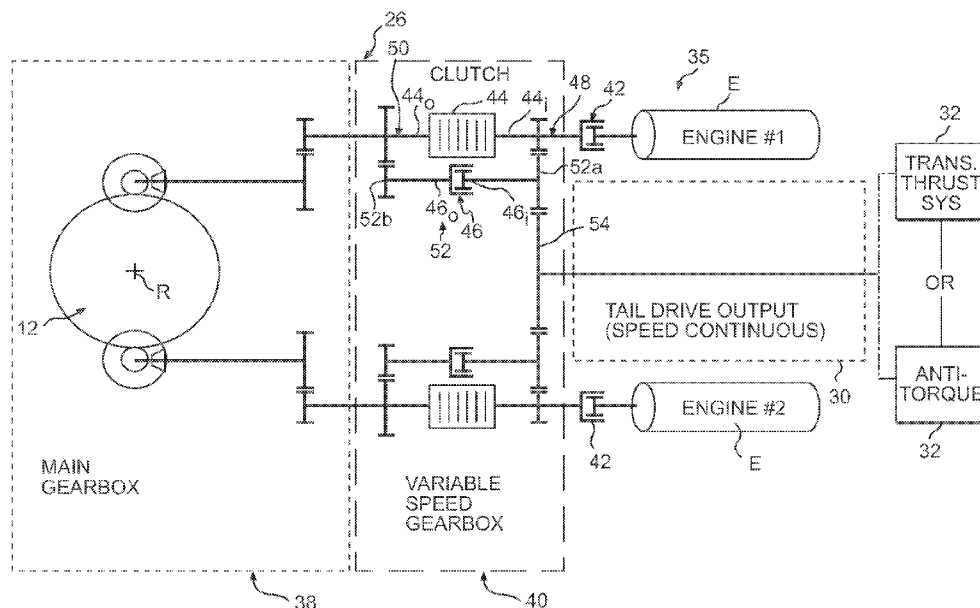 26
50
CLUTCH
35
44o
44
44i
48
42
E
ENGINE #1
32
TRANS.
THRUST
SYS
52a
52b
46o
46
46i
52
54
R
12
OR
TAIL DRIVE OUTPUT
(SPEED CONTINUOUS)
30
ANTI-
TORQUE
32
ENGINE #2
42
E
MAIN
GEARBOX
VARIABLE
SPEED
GEARBOX
38
40